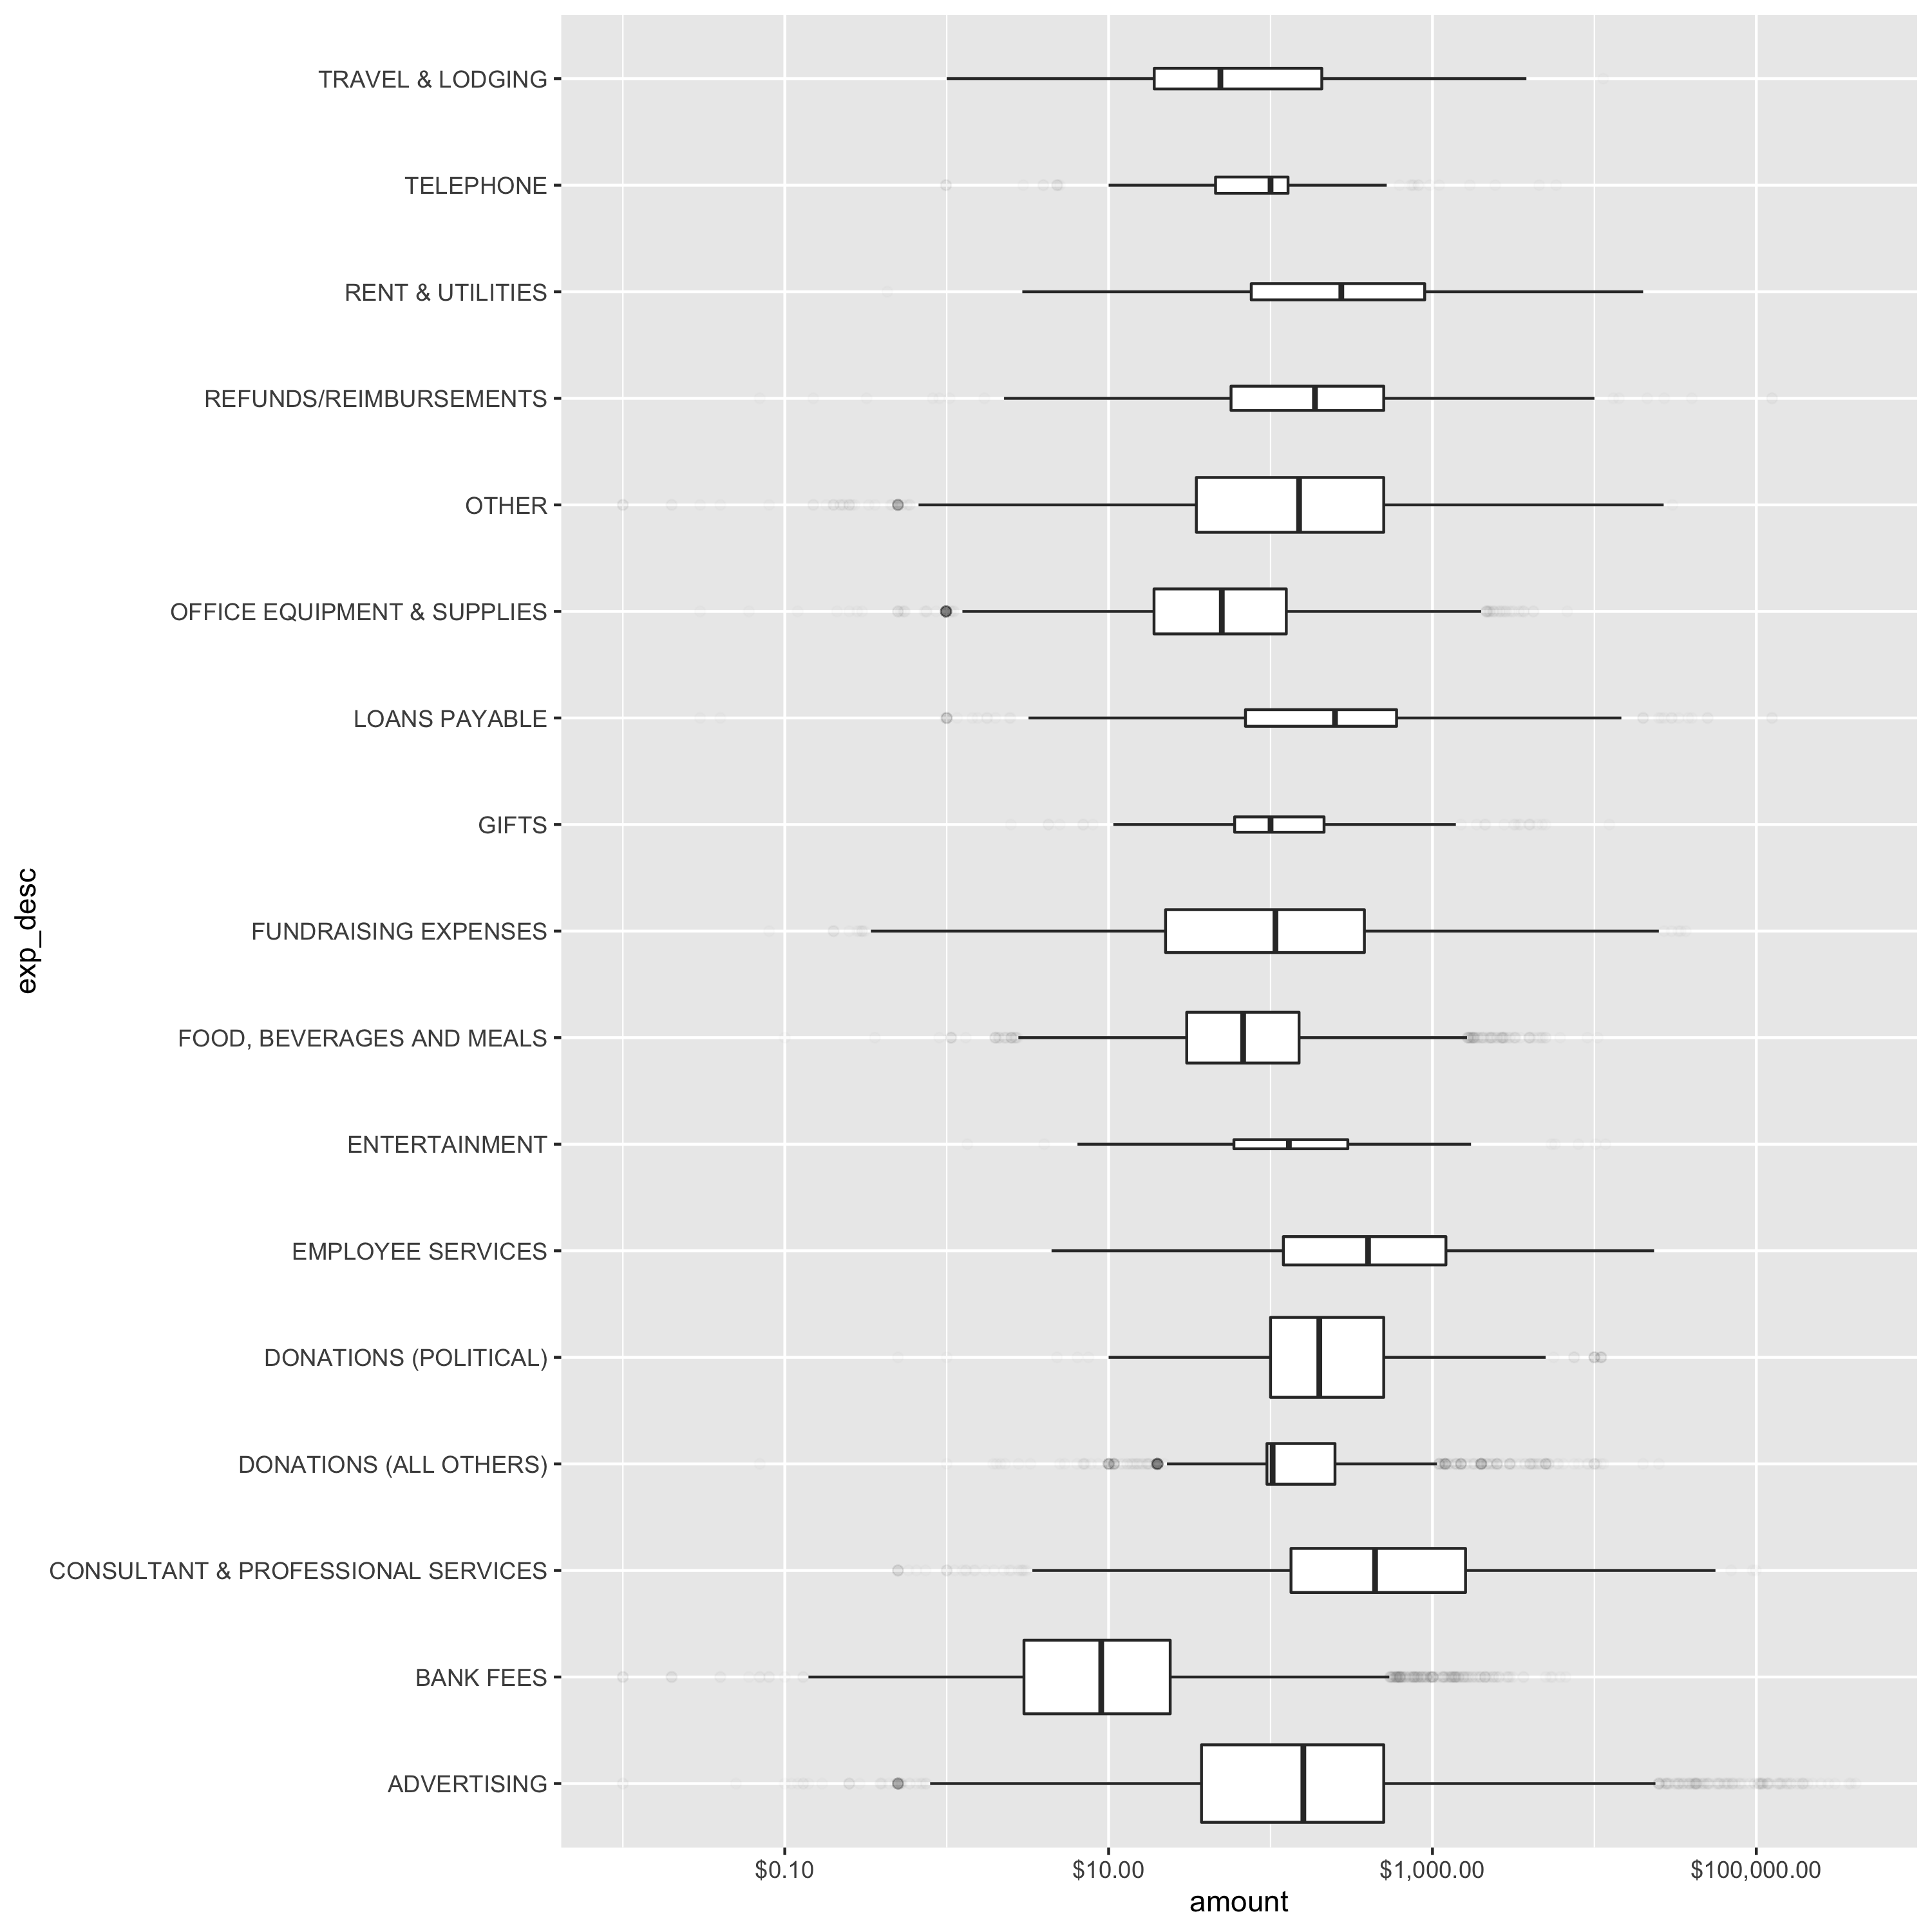 TRAVEL & LODGING
TELEPHONE
RENT & UTILITIES
REFUNDS/REIMBURSEMENTS
OTHER
OFFICE EQUIPMENT & SUPPLIES
LOANS PAYABLE
GIFTS
FUNDRAISING EXPENSES
FOOD, BEVERAGES AND MEALS
ENTERTAINMENT
EMPLOYEE SERVICES
DONATIONS (POLITICAL)
DONATIONS (ALL OTHERS)
CONSULTANT & PROFESSIONAL SERVICES
BANK FEES
ADVERTISING
exp_desc
$0.10 $10.00 $1,000.00 $100,000.00
amount